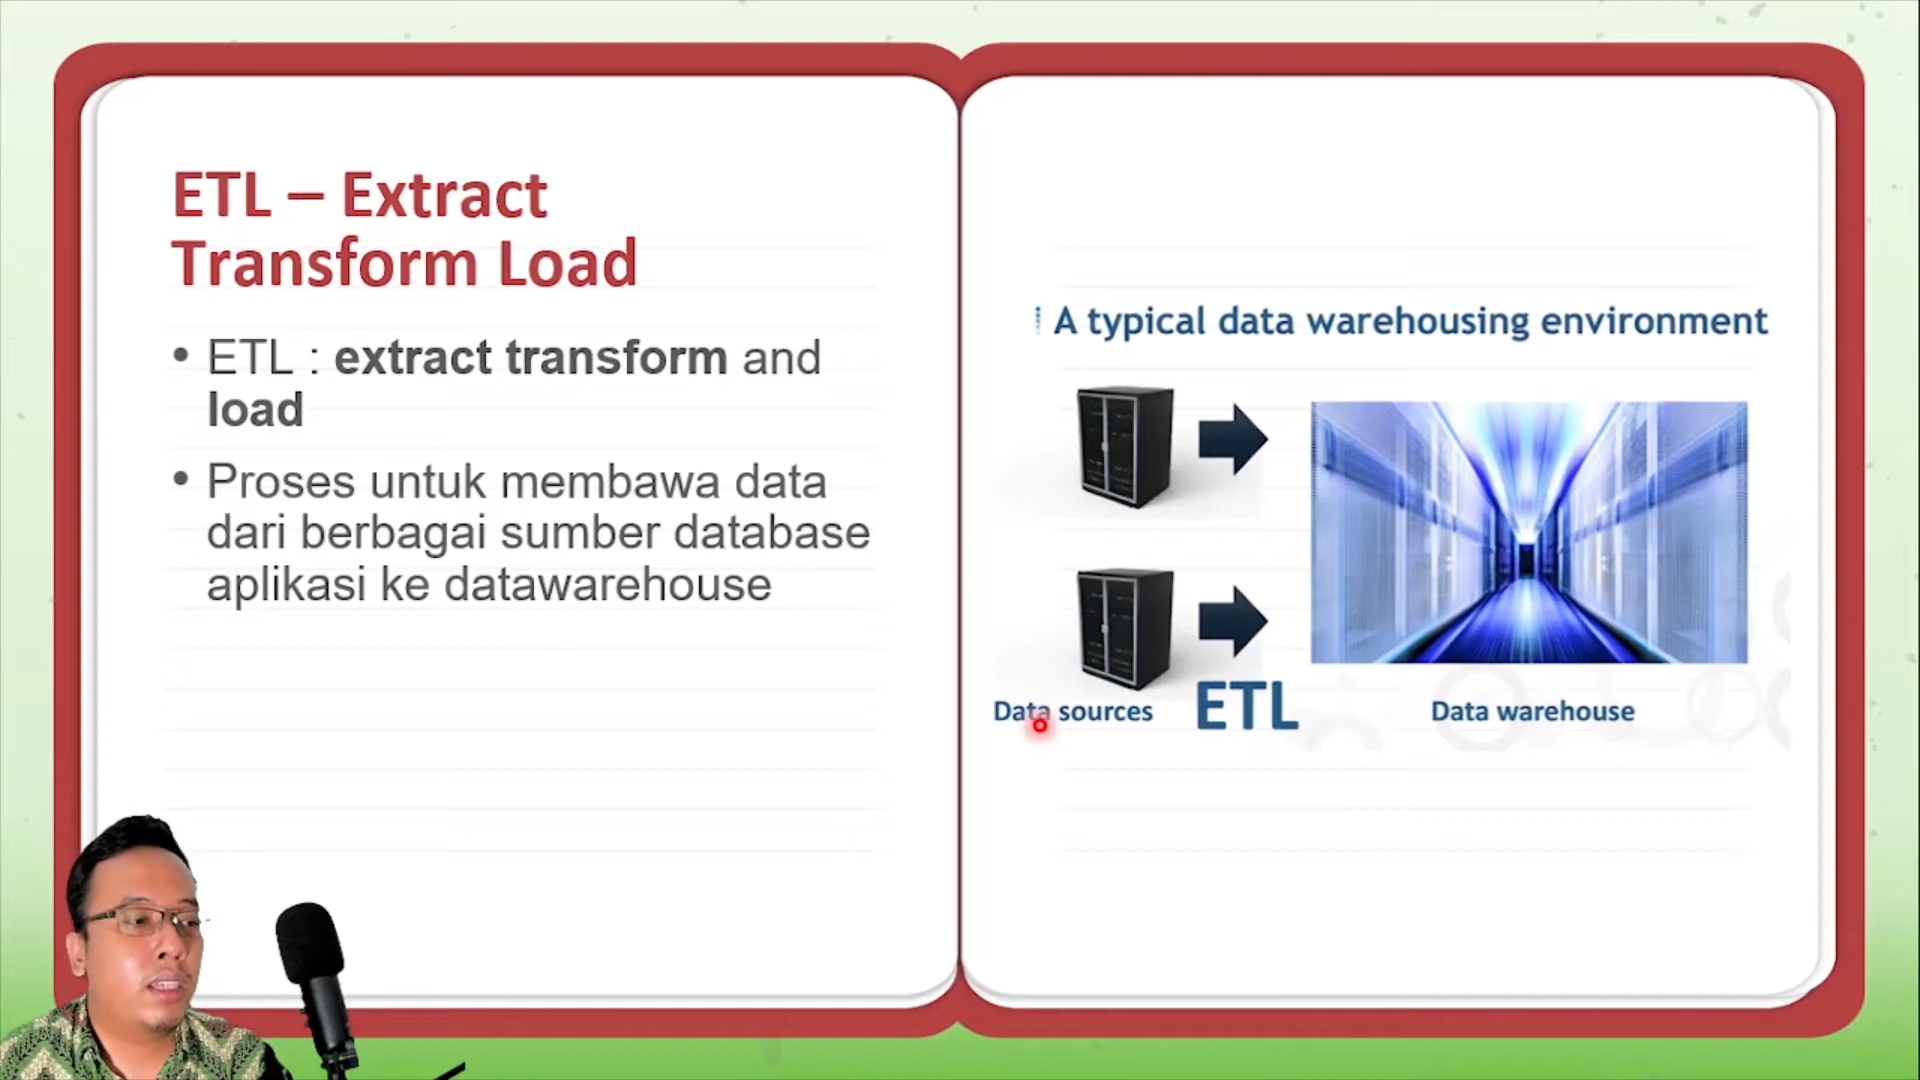 ETL – Extract
Transform Load
• ETL : extract transform and
load
• Proses untuk membawa data
dari berbagai sumber database
aplikasi ke datawarehouse
A typical data warehousing environment
Data sources
ETL
Data warehouse